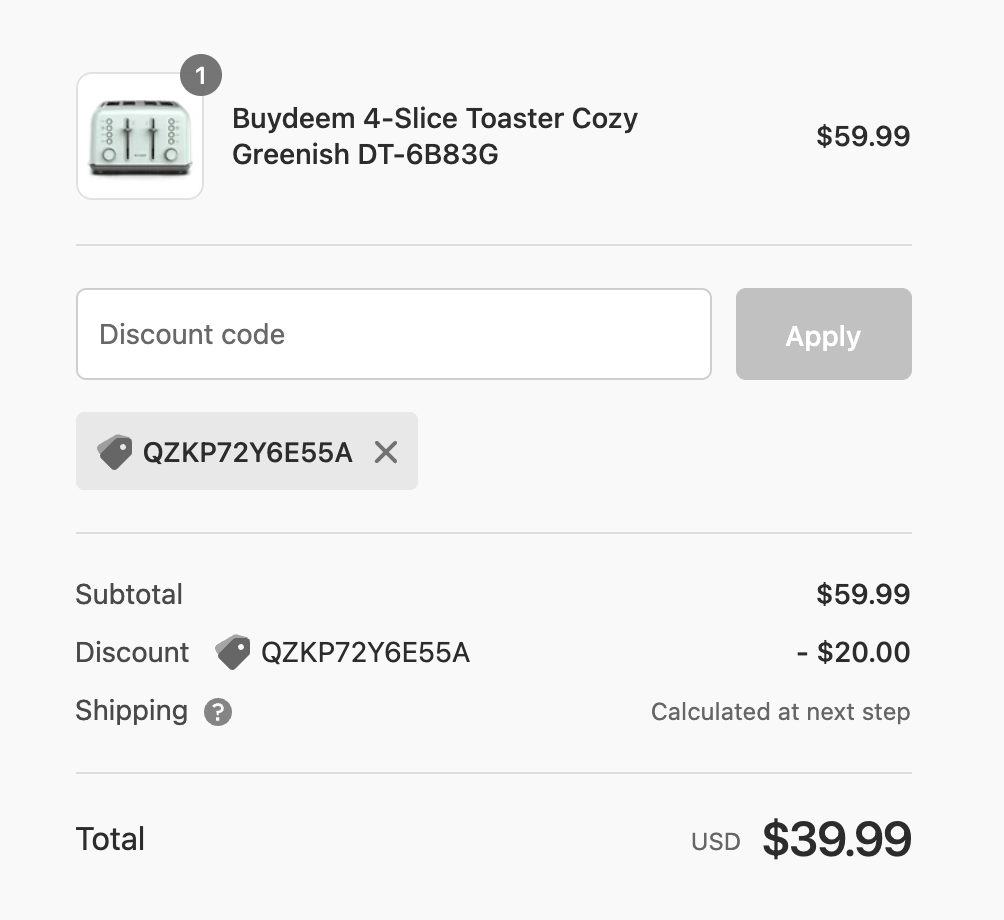 1
Buydeem 4-Slice Toaster Cozy
Greenish DT-6B83G
$59.99
Discount code
Apply
QZKP72Y6E55A
Subtotal
$59.99
Discount QZKP72Y6E55A
- $20.00
Shipping ?
Calculated at next step
Total
USD $39.99